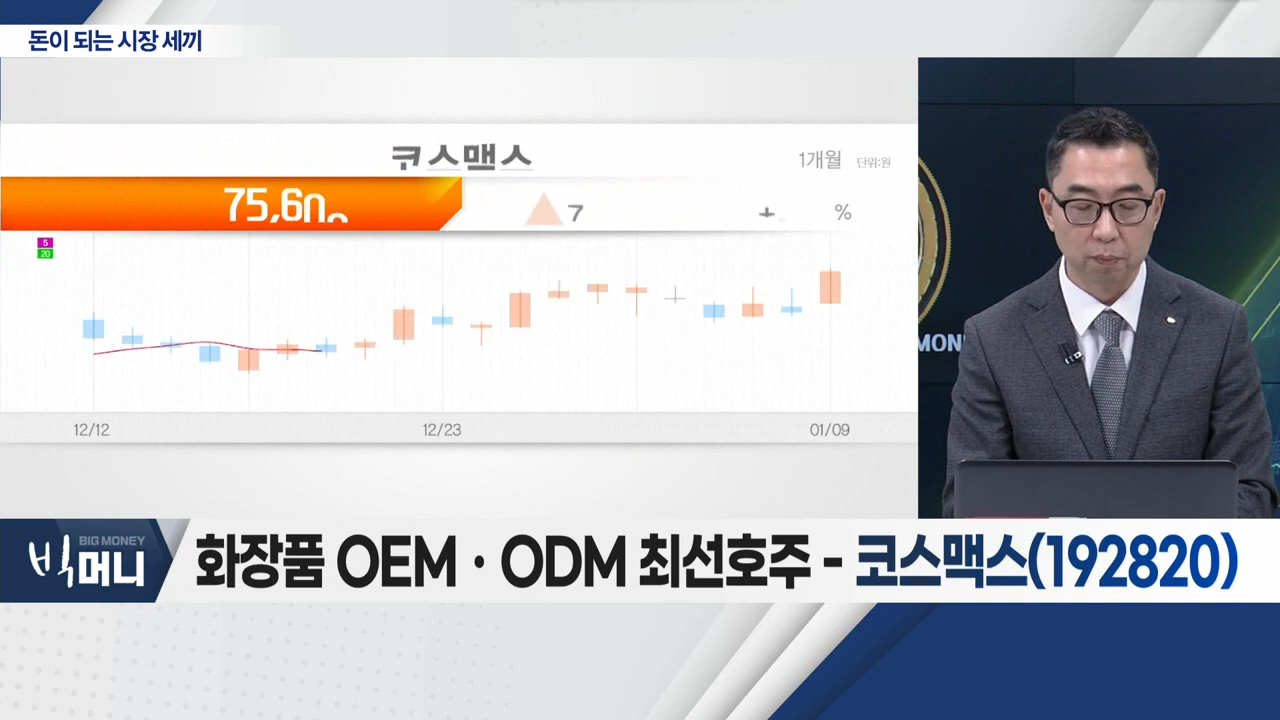 돈이 되는 시장 세끼
코스맥스
1개월 단위:원
7 %
5
20
MON
12/12 12/23 01/09
BIG MONEY
빅머니
화장품 OEM · ODM 최선호주 - 코스맥스(192820)